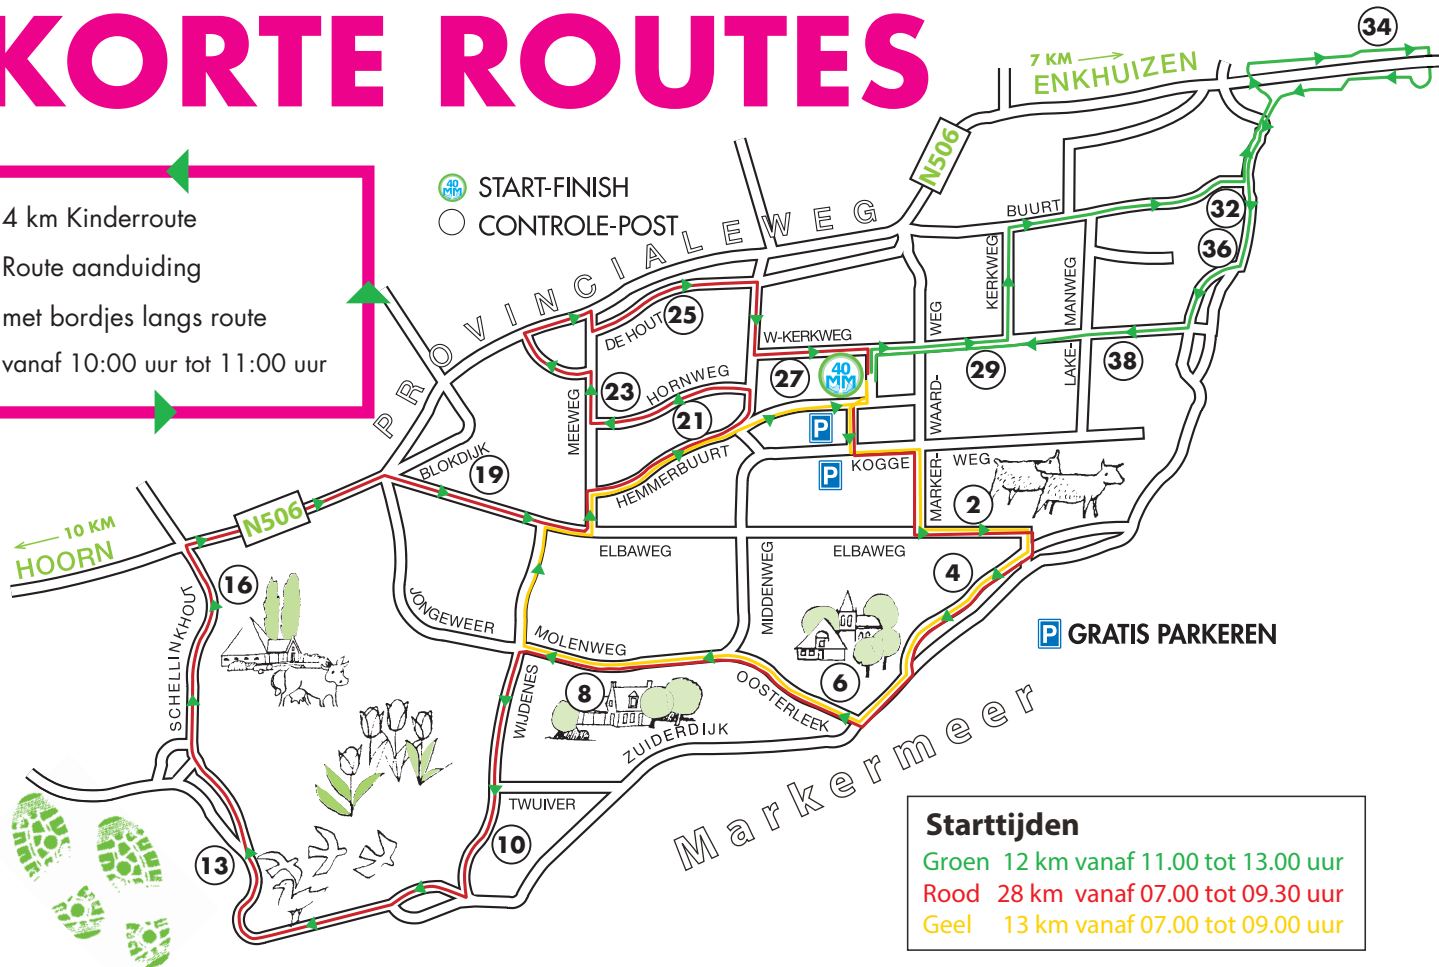 KORTE ROUTES
4 km Kinderroute
Route aanduiding
met bordjes langs route
vanaf 10:00 uur tot 11:00 uur
40 MM START-FINISH
CONTROLE-POST
PROVINCIALEWEG
7 KM
ENKHUIZEN
34
N506
BUURT
32
36
KERKWEG
WEG
MANWEG
LAKE-
DE HOUT
25
W-KERKWEG
27
40 MM
29
38
23
HORNWEG
21
MEEWEG
HEMMERBUURT
P
P
KOGGE
WEG
WAARD-
MARKER-
2
BLOKDIJK
19
N506
10 KM
HOORN
ELBAWEG
ELBAWEG
MIDDENWEG
4
16
SCHELLINKHOUT
JONGEWEER
MOLENWEG
WIJDENES
8
6
OOSTERLEEK
ZUIDERDIJK
P GRATIS PARKEREN
Markermeer
TWUIVER
10
13
Starttijden
Groen 12 km vanaf 11.00 tot 13.00 uur
Rood 28 km vanaf 07.00 tot 09.30 uur
Geel 13 km vanaf 07.00 tot 09.00 uur